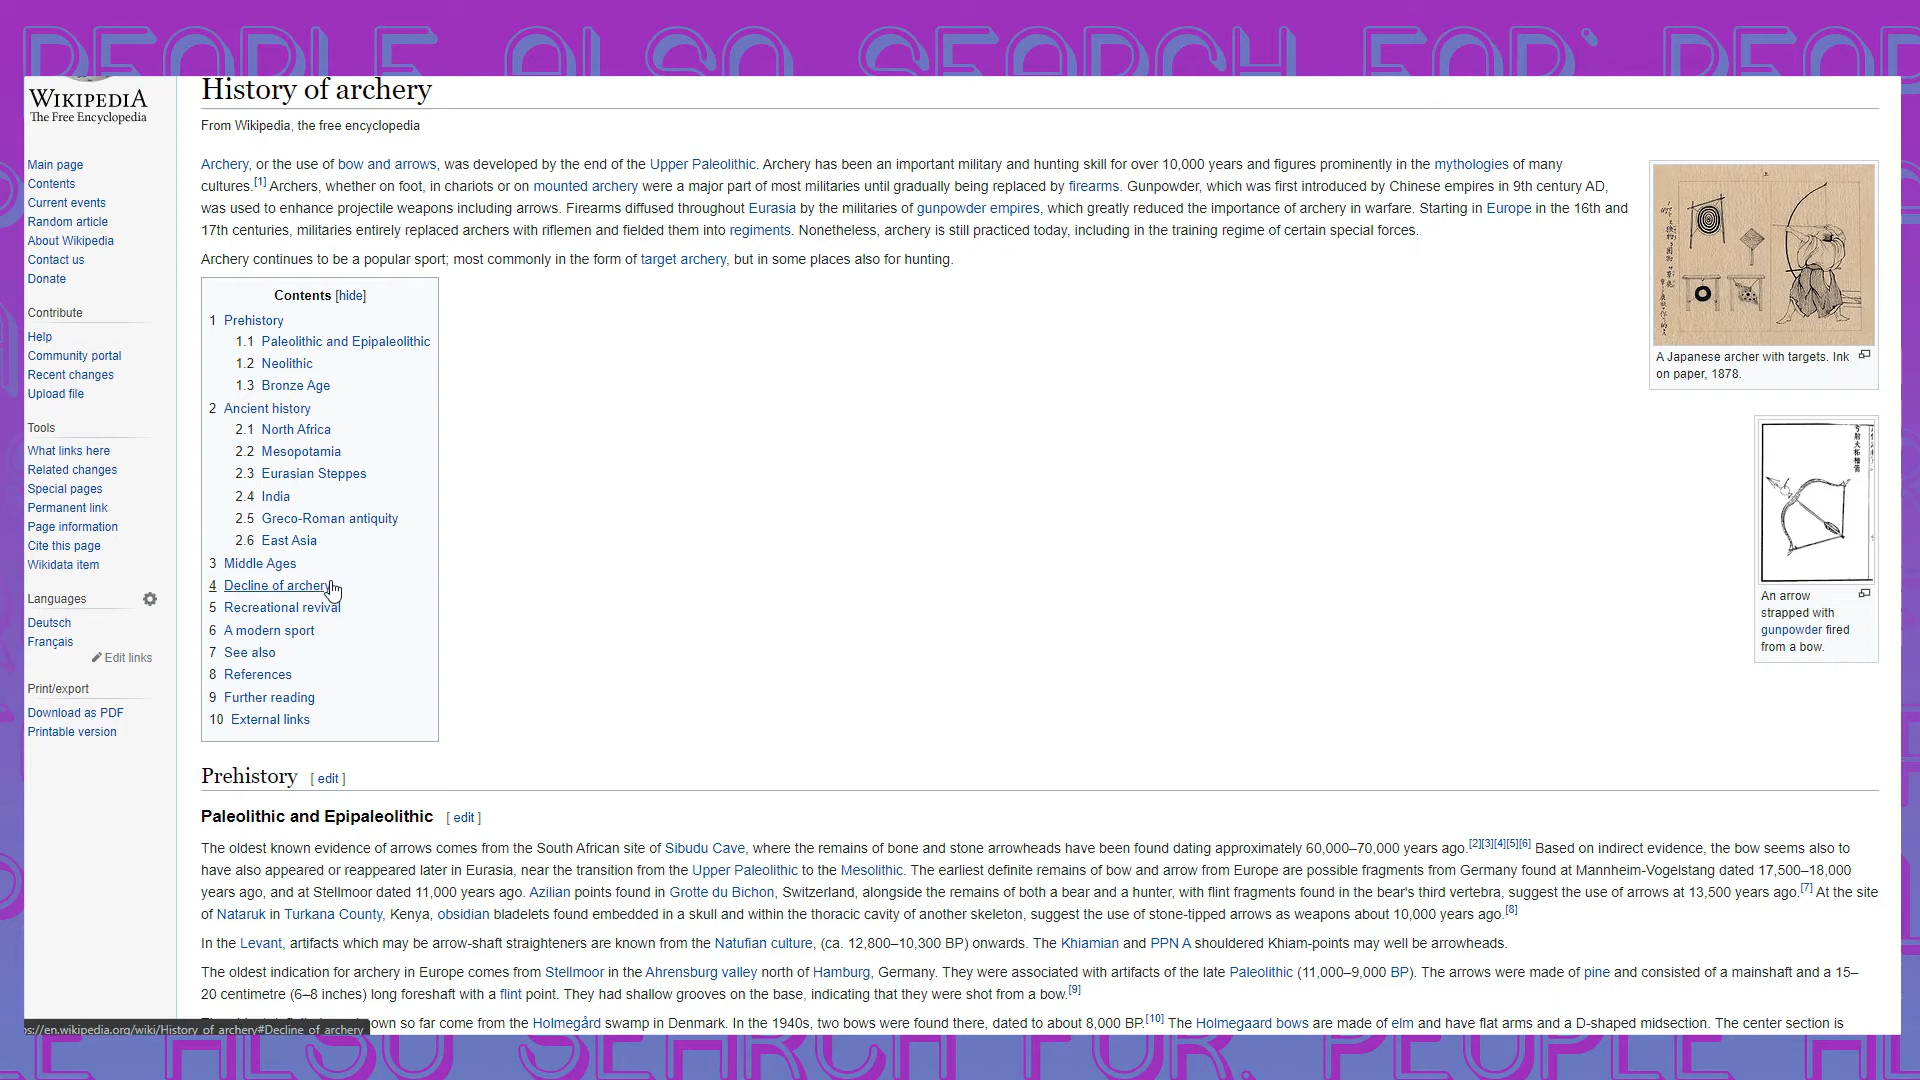 PEOPLE ALSO SEARCH FOR: PEOPLE
WIKIPEDIA
The Free Encyclopedia
Main page
Contents
Current events
Random article
About Wikipedia
Contact us
Donate
Contribute
Help
Community portal
Recent changes
Upload file
Tools
What links here
Related changes
Special pages
Permanent link
Page information
Cite this page
Wikidata item
Languages
Deutsch
Français
Edit links
Print/export
Download as PDF
Printable version
History of archery
From Wikipedia, the free encyclopedia
Archery, or the use of bow and arrows, was developed by the end of the Upper Paleolithic. Archery has been an important military and hunting skill for over 10,000 years and figures prominently in the mythologies of many
cultures.[1] Archers, whether on foot, in chariots or on mounted archery were a major part of most militaries until gradually being replaced by firearms. Gunpowder, which was first introduced by Chinese empires in 9th century AD,
was used to enhance projectile weapons including arrows. Firearms diffused throughout Eurasia by the militaries of gunpowder empires, which greatly reduced the importance of archery in warfare. Starting in Europe in the 16th and
17th centuries, militaries entirely replaced archers with riflemen and fielded them into regiments. Nonetheless, archery is still practiced today, including in the training regime of certain special forces.
Archery continues to be a popular sport; most commonly in the form of target archery, but in some places also for hunting.
A Japanese archer with targets. Ink
on paper, 1878.
An arrow
strapped with
gunpowder fired
from a bow.
Contents [hide]
1 Prehistory
1.1 Paleolithic and Epipaleolithic
1.2 Neolithic
1.3 Bronze Age
2 Ancient history
2.1 North Africa
2.2 Mesopotamia
2.3 Eurasian Steppes
2.4 India
2.5 Greco-Roman antiquity
2.6 East Asia
3 Middle Ages
4 Decline of archery
5 Recreational revival
6 A modern sport
7 See also
8 References
9 Further reading
10 External links
Prehistory [ edit ]
Paleolithic and Epipaleolithic [ edit ]
The oldest known evidence of arrows comes from the South African site of Sibudu Cave, where the remains of bone and stone arrowheads have been found dating approximately 60,000–70,000 years ago.[2][3][4][5][6] Based on indirect evidence, the bow seems also to
have also appeared or reappeared later in Eurasia, near the transition from the Upper Paleolithic to the Mesolithic. The earliest definite remains of bow and arrow from Europe are possible fragments from Germany found at Mannheim-Vogelstang dated 17,500–18,000
years ago, and at Stellmoor dated 11,000 years ago. Azilian points found in Grotte du Bichon, Switzerland, alongside the remains of both a bear and a hunter, with flint fragments found in the bear's third vertebra, suggest the use of arrows at 13,500 years ago.[7] At the site
of Nataruk in Turkana County, Kenya, obsidian bladelets found embedded in a skull and within the thoracic cavity of another skeleton, suggest the use of stone-tipped arrows as weapons about 10,000 years ago.[8]
In the Levant, artifacts which may be arrow-shaft straighteners are known from the Natufian culture, (ca. 12,800–10,300 BP) onwards. The Khiamian and PPN A shouldered Khiam-points may well be arrowheads.
The oldest indication for archery in Europe comes from Stellmoor in the Ahrensburg valley north of Hamburg, Germany. They were associated with artifacts of the late Paleolithic (11,000–9,000 BP). The arrows were made of pine and consisted of a mainshaft and a 15–
20 centimetre (6–8 inches) long foreshaft with a flint point. They had shallow grooves on the base, indicating that they were shot from a bow.[9]
own so far come from the Holmegård swamp in Denmark. In the 1940s, two bows were found there, dated to about 8,000 BP.[10] The Holmegaard bows are made of elm and have flat arms and a D-shaped midsection. The center section is
ps://en.wikipedia.org/wiki/History_of_archery#Decline_of_archery
LE ALSO SEARCH FOR: PEOPLE AL